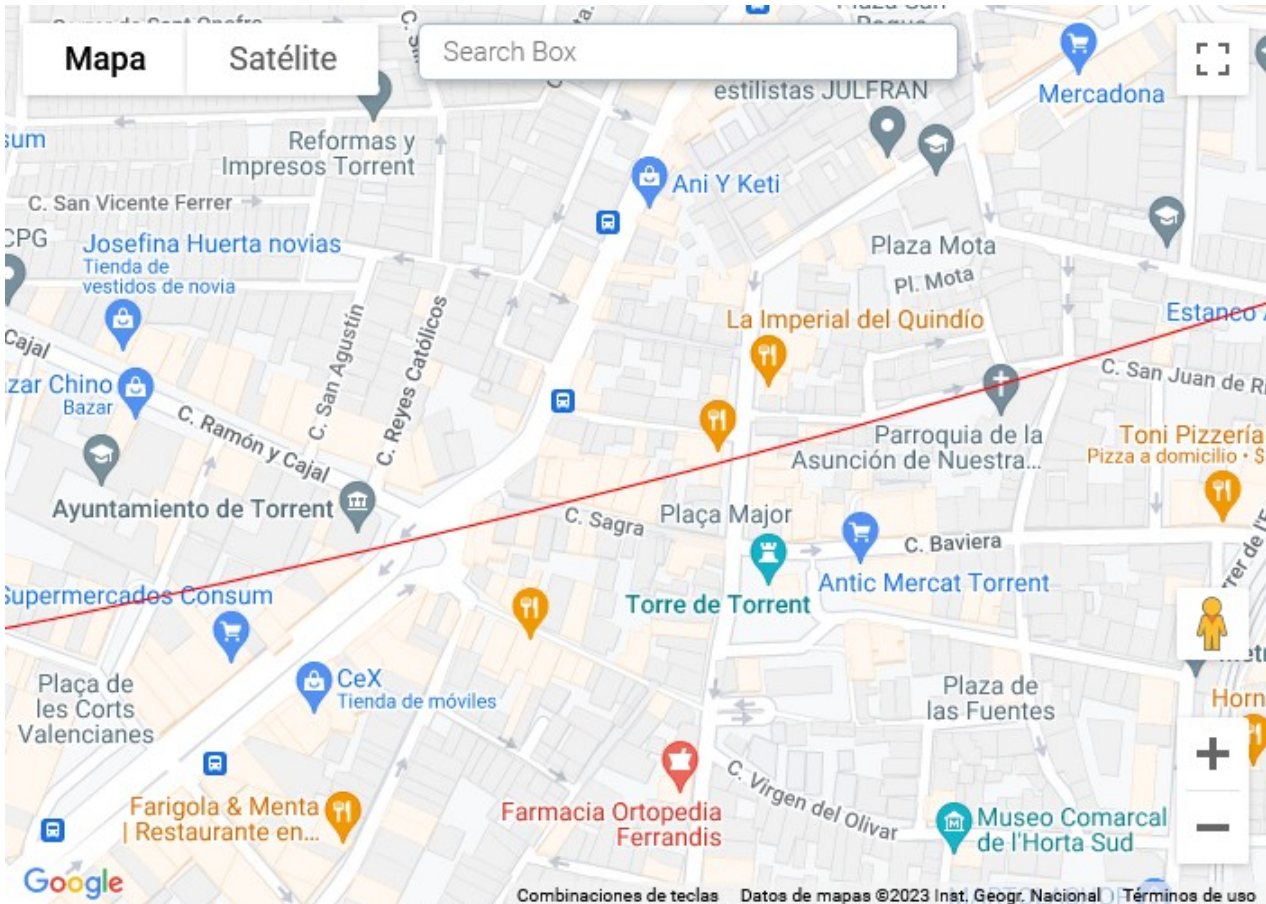 Mapa
Satélite
Search Box
estilistas JULFRAN
Mercadona
Reformas y
Impresos Torrent
sum
Ani Y Keti
C. San Vicente Ferrer
CPG
Josefina Huerta novias
Tienda de
vestidos de novia
Plaza Mota
Pl. Mota
La Imperial del Quindío
Estanco
Cajal
C. San Agustín
C. Reyes Católicos
zar Chino
Bazar
C. Ramón y Cajal
C. San Juan de Ri
Parroquia de la
Asunción de Nuestra...
Toni Pizzería
Pizza a domicilio • $
Ayuntamiento de Torrent
C. Sagra
Plaça Major
C. Baviera
Antic Mercat Torrent
Torre de Torrent
rrer de l'E
Supermercados Consum
CeX
Tienda de móviles
Plaça de
les Corts
Valencianes
Plaza de
las Fuentes
Metr
Horn
C. Virgen del Olivar
Farmacia Ortopedia
Ferrandis
Farigola & Menta
| Restaurante en...
Museo Comarcal
de l'Horta Sud
Google
Combinaciones de teclas
Datos de mapas ©2023 Inst. Geogr. Nacional
Términos de uso